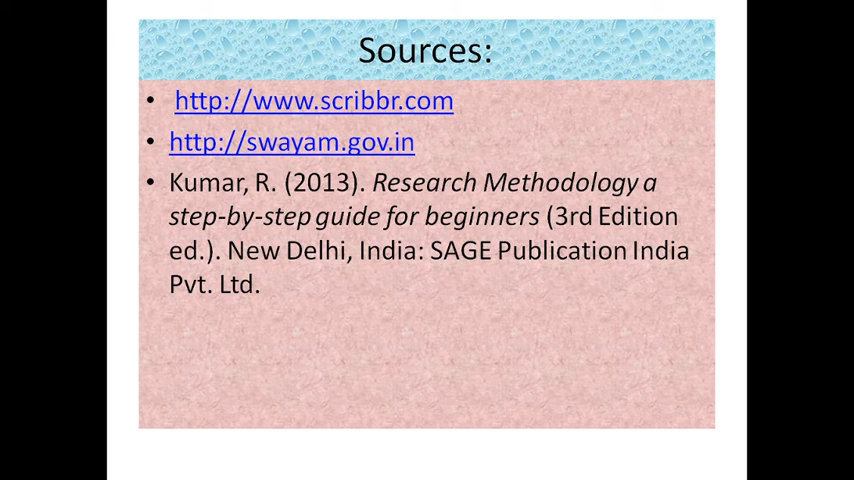 Sources:
• http://www.scribbr.com
• http://swayam.gov.in
• Kumar, R. (2013). Research Methodology a
step-by-step guide for beginners (3rd Edition
ed.). New Delhi, India: SAGE Publication India
Pvt. Ltd.